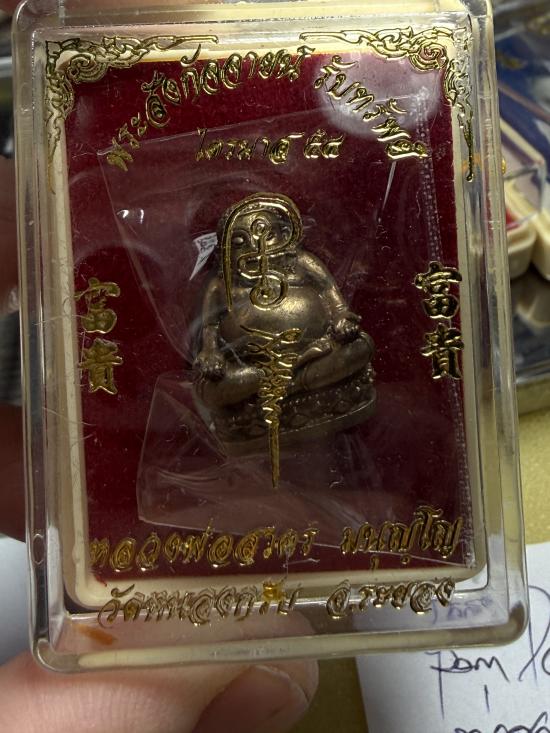 พระสังกัจจายน์ รับทรัพย์
ไตรมาส ๕๔
富貴
富貴
หลวงพ่อสาคร มนุญฺโญ
วัดหนองกรับ จ.ระยอง